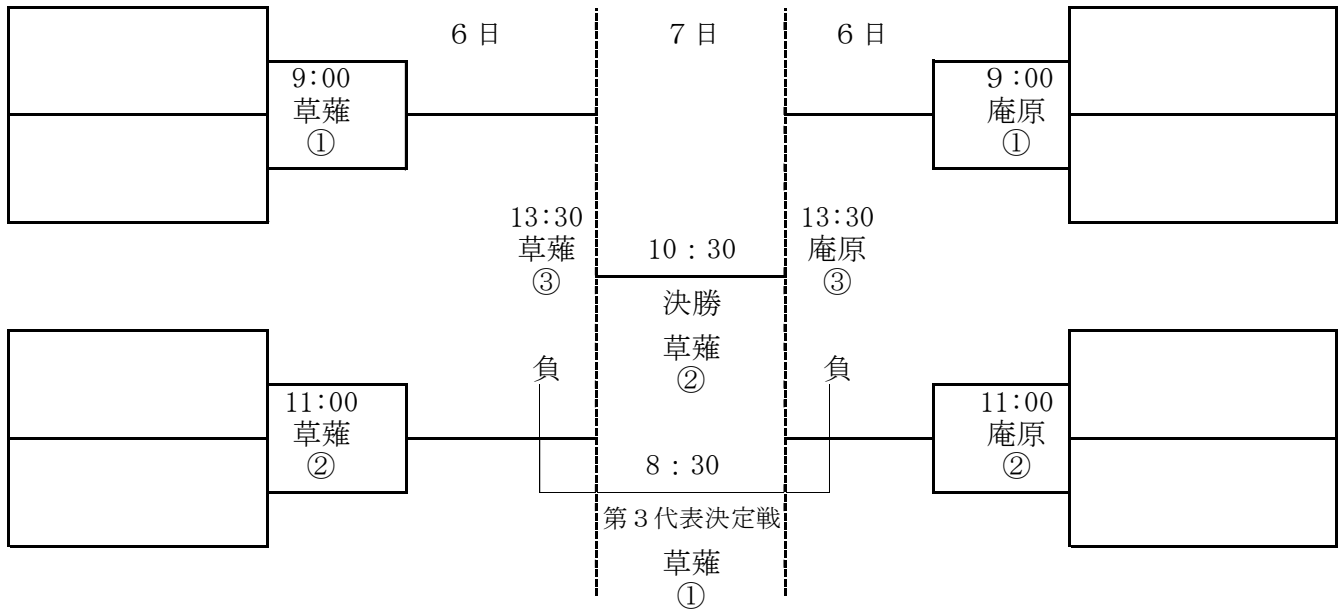 ６日
７日
６日
9：00
草薙
①
９：00
庵原
①
13：30
草薙
③
10：30
決勝
草薙
②
13：30
庵原
③
負
負
11：00
草薙
②
11：00
庵原
②
8：30
第３代表決定戦
草薙
①